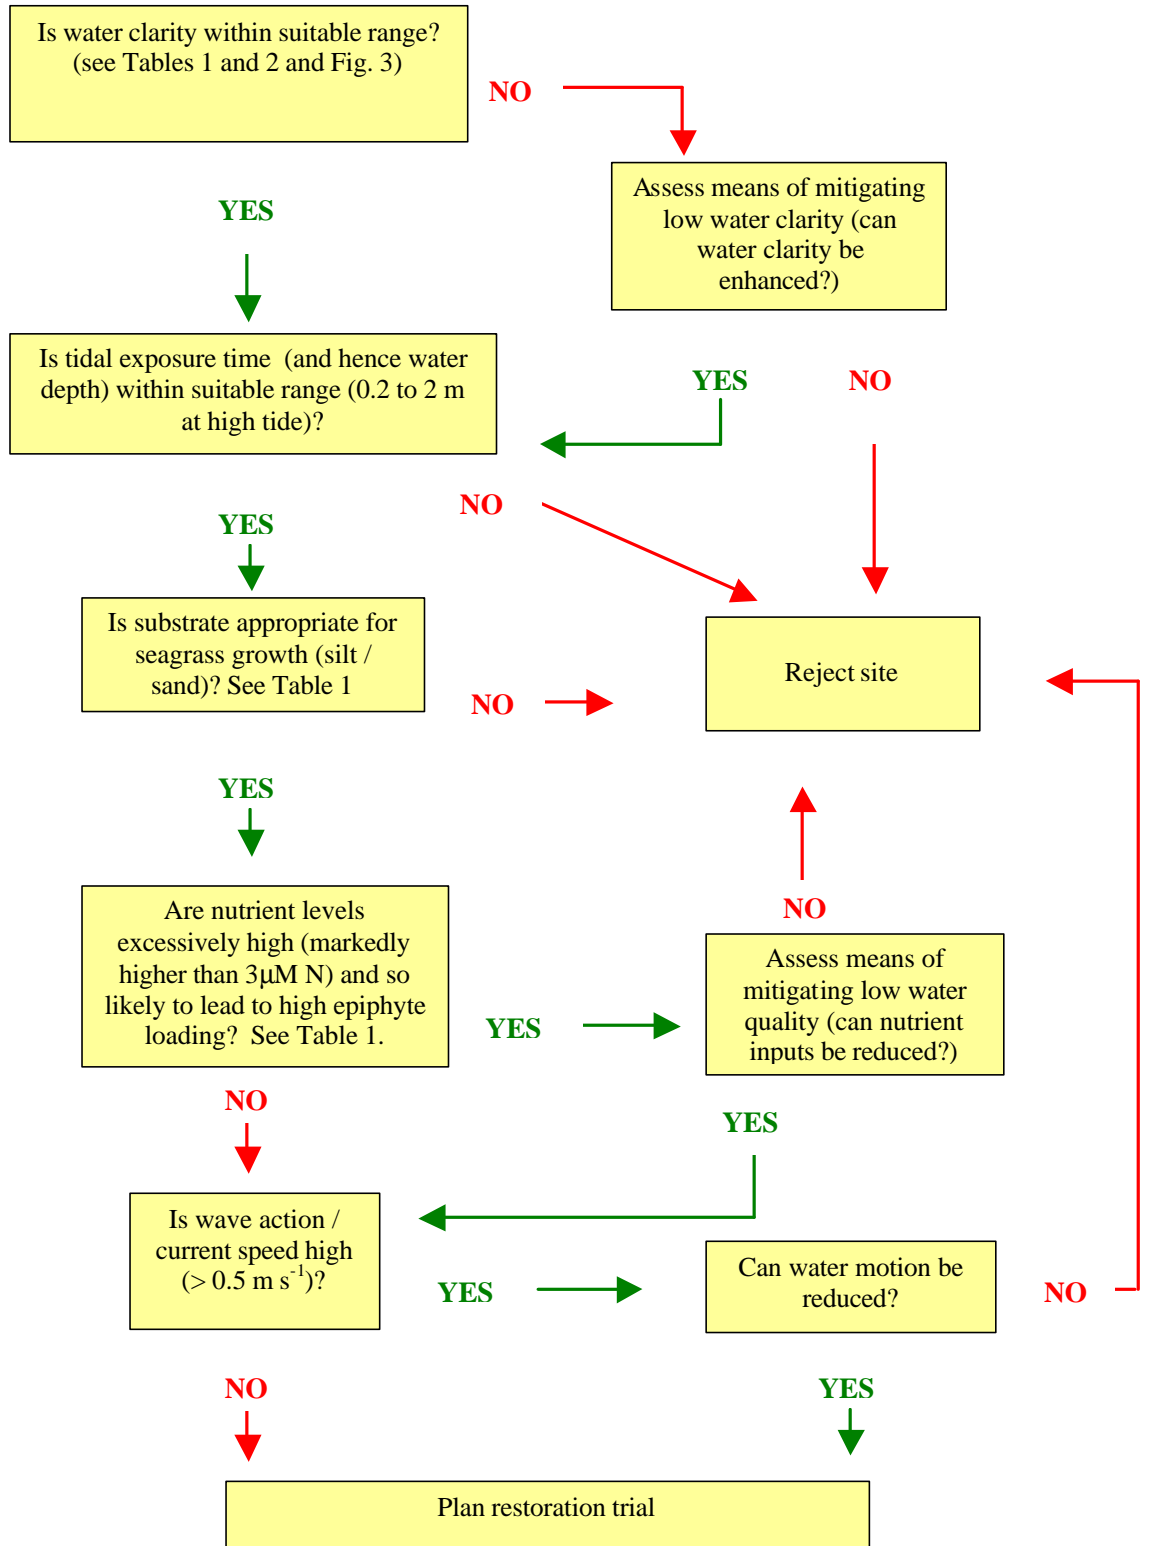 Is water clarity within suitable range?
(see Tables 1 and 2 and Fig. 3)
NO
Assess means of mitigating
low water clarity (can
water clarity be
enhanced?)
YES
Is tidal exposure time (and hence water
depth) within suitable range (0.2 to 2 m
at high tide)?
YES
NO
NO
YES
Is substrate appropriate for
seagrass growth (silt /
sand)? See Table 1
NO
Reject site
YES
Are nutrient levels
excessively high (markedly
higher than 3μM N) and so
likely to lead to high epiphyte
loading? See Table 1.
YES
NO
Assess means of
mitigating low water
quality (can nutrient
inputs be reduced?)
NO
YES
Is wave action /
current speed high
(> 0.5 m s⁻¹)?
YES
Can water motion be
reduced?
NO
NO
YES
Plan restoration trial